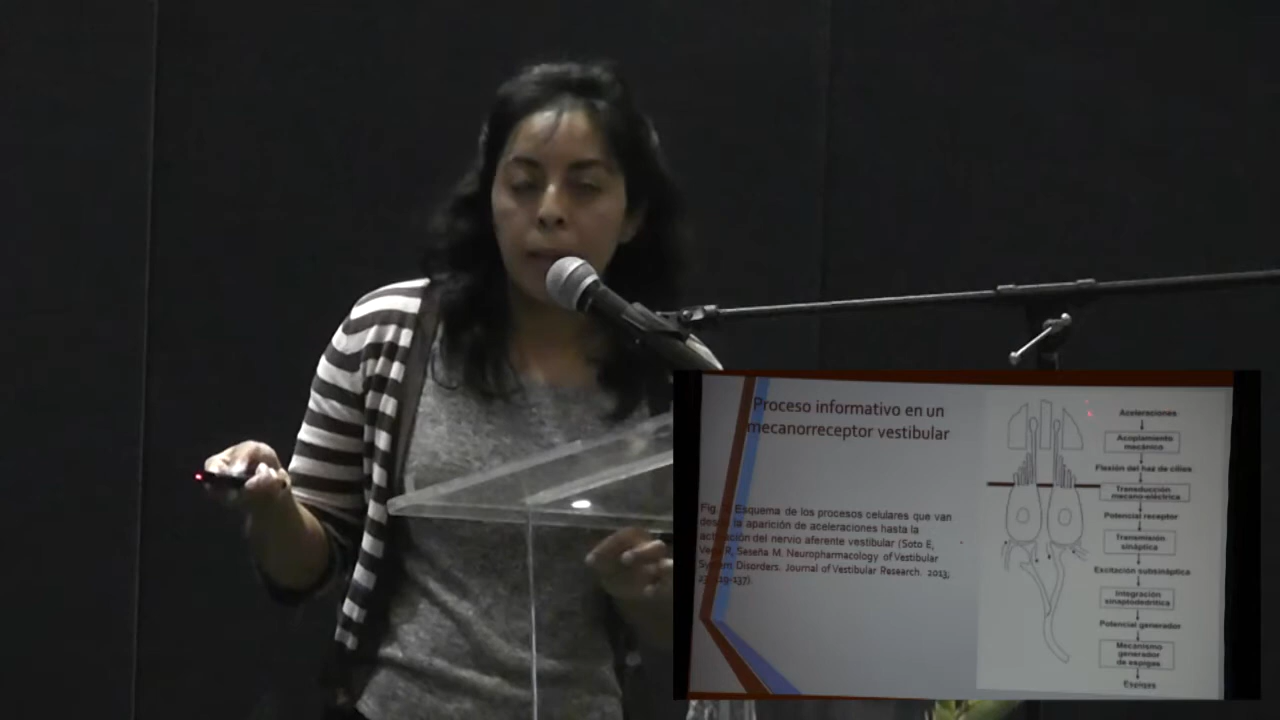 Proceso informativo en un
mecanorreceptor vestibular
Fig. Esquema de los procesos celulares que van
la aparición de aceleraciones hasta la
del nervio aferente vestibular (Soto E,
R, Seseña M. Neuropharmacology of Vestibular
Disorders. Journal of Vestibular Research. 2013;
Aceleraciones
Acoplamiento
mecánico
Flexión del haz de cilios
Transducción
mecano-eléctrica
Potencial receptor
Transmisión
sináptica
Excitación subsináptica
Integración
Potencial generador
Mecanismo
generador
de espigas
Espigas